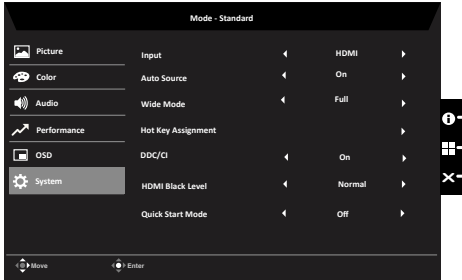 Mode - Standard
Picture
Input HDMI
Color
Auto Source On
Audio
Wide Mode Full
Performance
Hot Key Assignment
OSD
DDC/CI On
System
HDMI Black Level Normal
Quick Start Mode Off
Move Enter